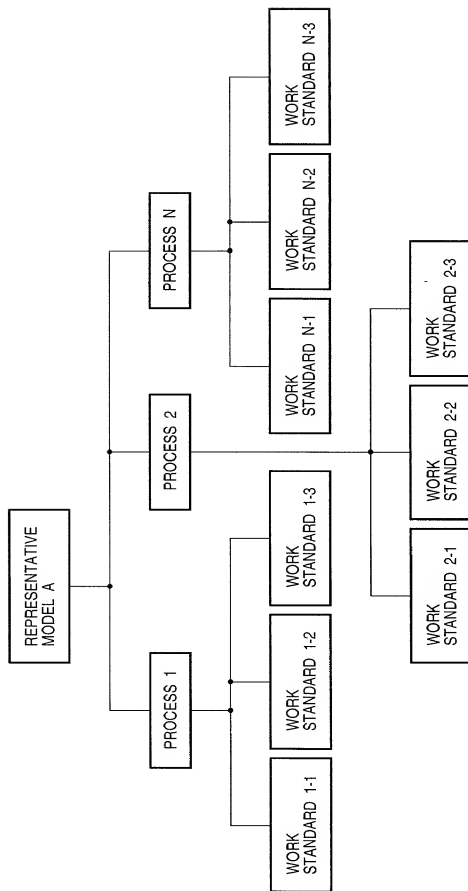 REPRESENTATIVE
MODEL A
PROCESS 1
PROCESS 2
PROCESS N
WORK
STANDARD 1-1
WORK
STANDARD 1-2
WORK
STANDARD 1-3
WORK
STANDARD N-1
WORK
STANDARD N-2
WORK
STANDARD N-3
WORK
STANDARD 2-1
WORK
STANDARD 2-2
WORK
STANDARD 2-3